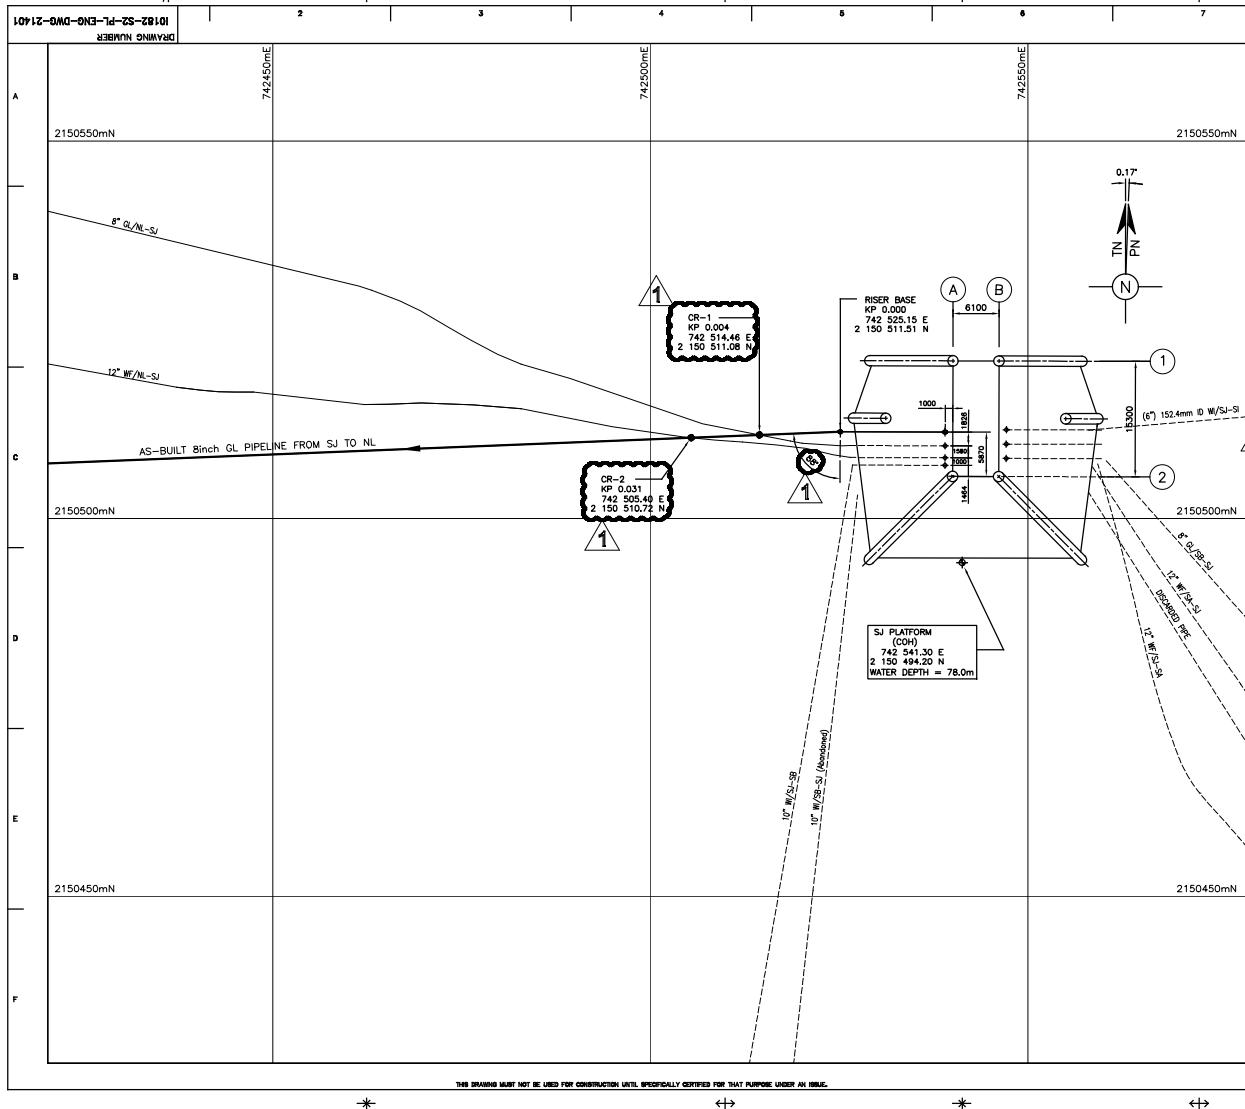 10182-S2-PL-ENG-DWG-21401
DRAWING NUMBER
2
3
4
5
6
7
A
B
C
D
E
F
742450mE
742500mE
742550mE
2150550mN
2150550mN
0.17°
TN
PN
N
8" GL/NL-SJ
1
CR-1
KP 0.004
742 514.46 E
2 150 511.08 N
RISER BASE
KP 0.000
742 525.15 E
2 150 511.51 N
A
B
6100
1
12" WF/NL-SJ
1000
1828
15300
(6") 152.4mm ID WI/SJ-SI
AS-BUILT 8inch GL PIPELINE FROM SJ TO NL
1580
1000
5870
1464
88°
1
2
CR-2
KP 0.031
742 505.40 E
2 150 510.72 N
1
2150500mN
2150500mN
8" GL/SB-SJ
12" WF/SA-SJ
DISCARDED PIPE
12" WF/SJ-SA
SJ PLATFORM
(COH)
742 541.30 E
2 150 494.20 N
WATER DEPTH = 78.0m
10" WI/SJ-SB
10" WI/SB-SJ (Abandoned)
2150450mN
2150450mN
THIS DRAWING MUST NOT BE USED FOR CONSTRUCTION UNTIL SPECIFICALLY CERTIFIED FOR THAT PURPOSE UNDER AN ISSUE.